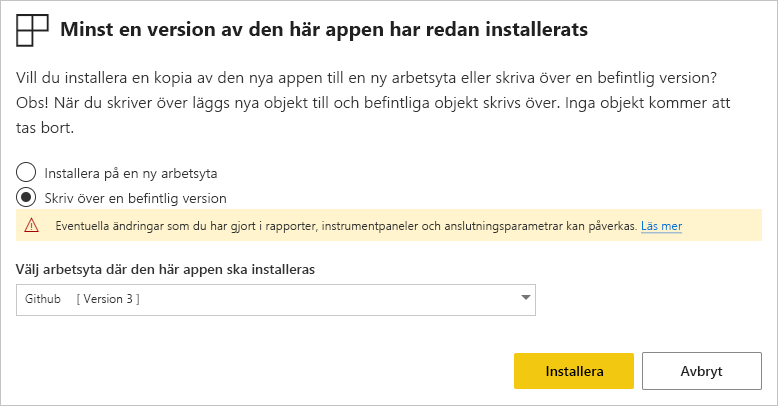 Minst en version av den här appen har redan installerats
Vill du installera en kopia av den nya appen till en ny arbetsyta eller skriva över en befintlig version?
Obs! När du skriver över läggs nya objekt till och befintliga objekt skrivs över. Inga objekt kommer att
tas bort.
Installera på en ny arbetsyta
Skriv över en befintlig version
Eventuella ändringar som du har gjort i rapporter, instrumentpaneler och anslutningsparametrar kan påverkas. Läs mer
Välj arbetsyta där den här appen ska installeras
Github [ Version 3 ]
Installera Avbryt